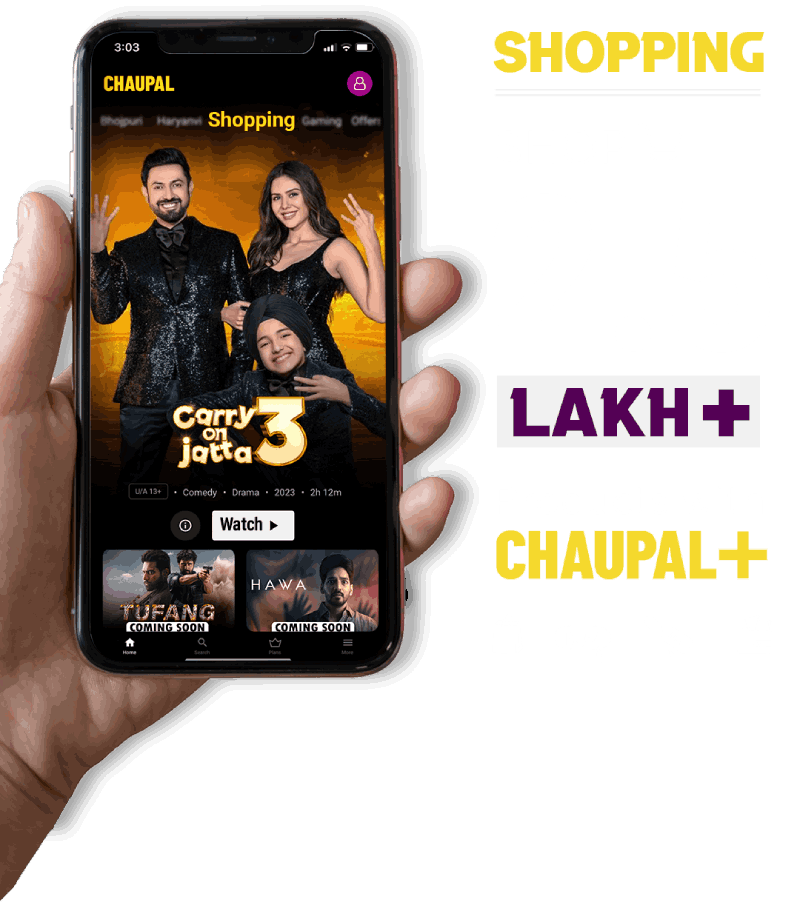 3:03
CHAUPAL
Bhojpuri Haryanvi Shopping Gaming Offers
Carry
on
Jatta 3
U/A 13+ • Comedy • Drama • 2023 • 2h 12m
Watch
TUFANG
COMING SOON
HAWA
COMING SOON
Home Search Plans More
SHOPPING
LAKH+
CHAUPAL+